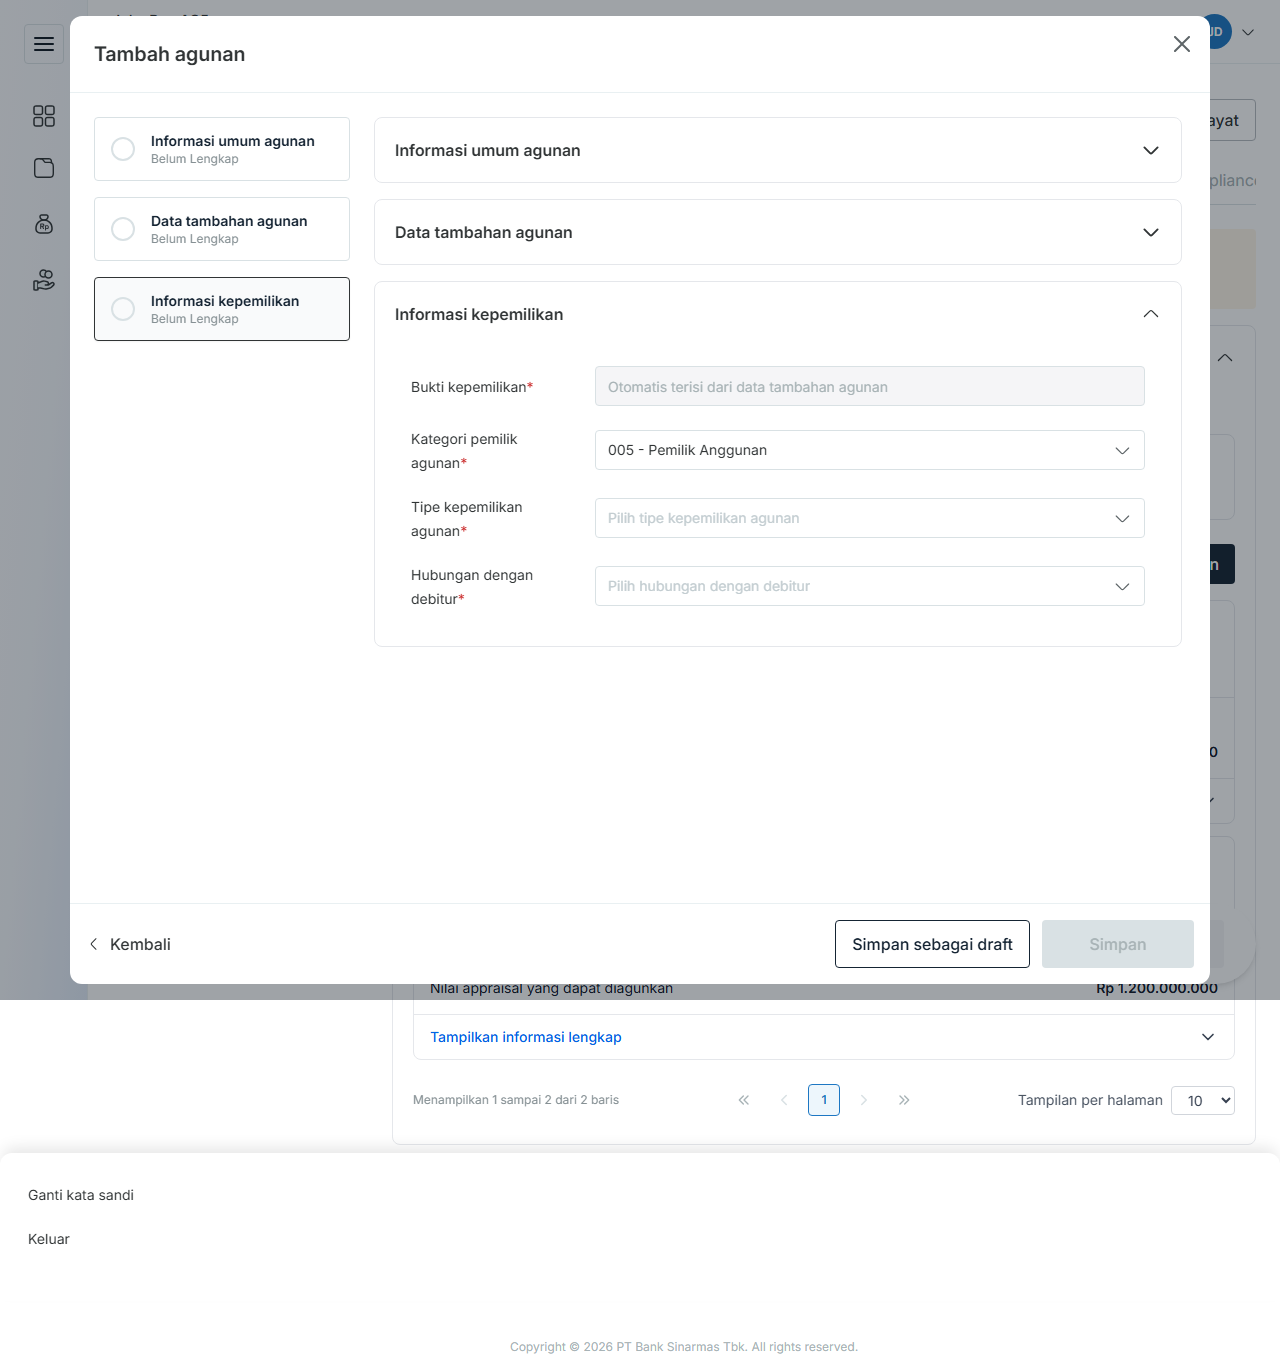 Tambah agunan
JD
ayat
pliance
Informasi umum agunan
Belum Lengkap
Data tambahan agunan
Belum Lengkap
Informasi kepemilikan
Belum Lengkap
Informasi umum agunan
Data tambahan agunan
Informasi kepemilikan
Bukti kepemilikan*
Otomatis terisi dari data tambahan agunan
Kategori pemilik
agunan*
005 - Pemilik Anggunan
Tipe kepemilikan
agunan*
Pilih tipe kepemilikan agunan
Hubungan dengan
debitur*
Pilih hubungan dengan debitur
n
0
Kembali
Simpan sebagai draft
Simpan
Nilai appraisal yang dapat diagunkan
Rp 1.200.000.000
Tampilkan informasi lengkap
Menampilkan 1 sampai 2 dari 2 baris
1
Tampilan per halaman
10
Ganti kata sandi
Keluar
Copyright © 2026 PT Bank Sinarmas Tbk. All rights reserved.